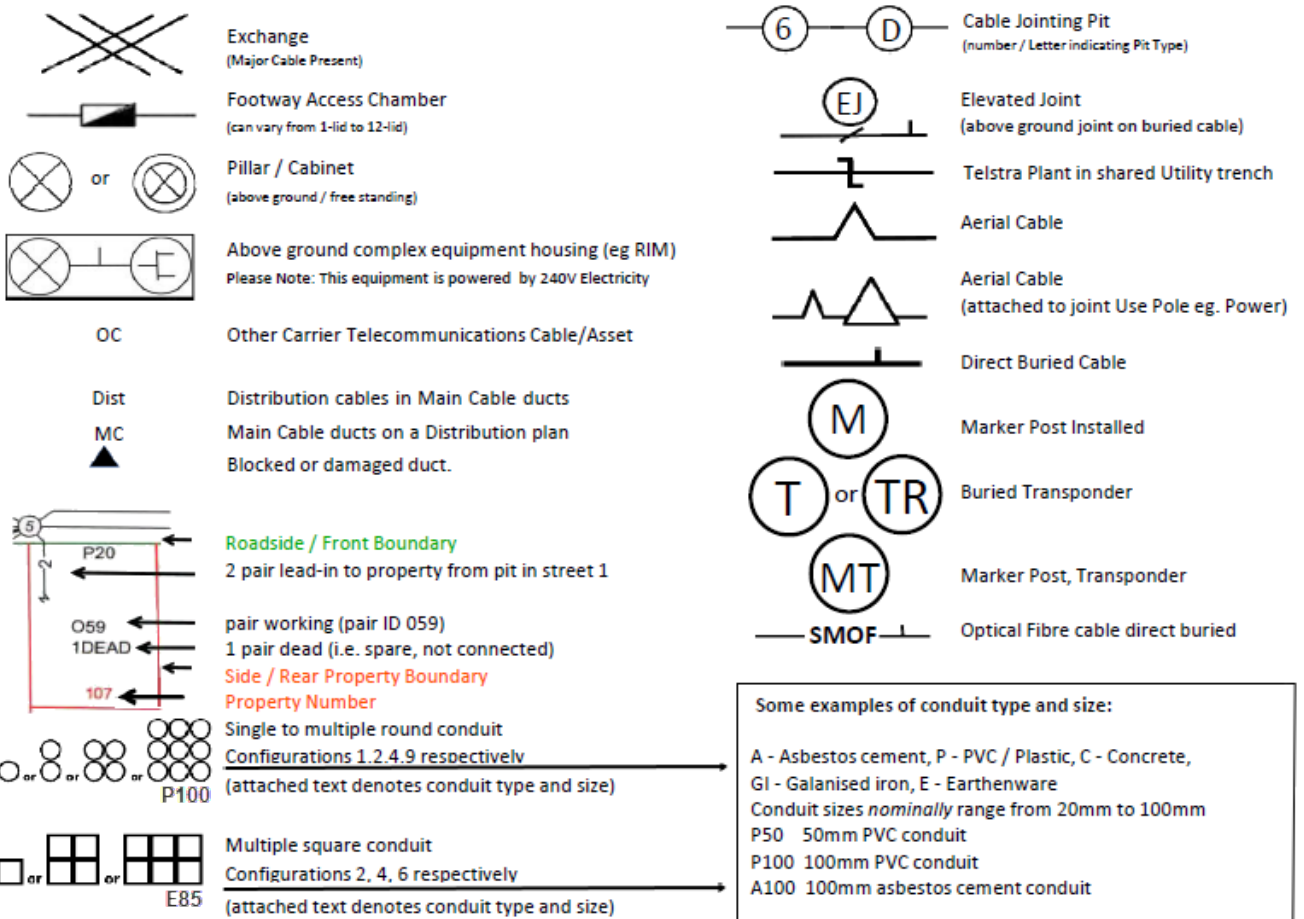 Exchange
(Major Cable Present)
Footway Access Chamber
(can vary from 1-lid to 12-lid)
or
Pillar / Cabinet
(above ground / free standing)
Above ground complex equipment housing (eg RIM)
Please Note: This equipment is powered by 240V Electricity
OC Other Carrier Telecommunications Cable/Asset
Dist Distribution cables in Main Cable ducts
MC Main Cable ducts on a Distribution plan
Blocked or damaged duct.
5
Roadside / Front Boundary
P20
2
2 pair lead-in to property from pit in street 1
O59 pair working (pair ID 059)
1DEAD 1 pair dead (i.e. spare, not connected)
Side / Rear Property Boundary
107 Property Number
Single to multiple round conduit
Configurations 1.2.4.9 respectively
or or or
P100 (attached text denotes conduit type and size)
Multiple square conduit
or or
Configurations 2, 4, 6 respectively
E85
(attached text denotes conduit type and size)
6 D Cable Jointing Pit
(number / Letter indicating Pit Type)
EJ Elevated Joint
(above ground joint on buried cable)
Telstra Plant in shared Utility trench
Aerial Cable
Aerial Cable
(attached to joint Use Pole eg. Power)
Direct Buried Cable
M Marker Post Installed
T or TR Buried Transponder
MT Marker Post, Transponder
SMOF Optical Fibre cable direct buried
Some examples of conduit type and size:
A - Asbestos cement, P - PVC / Plastic, C - Concrete,
GI - Galanised iron, E - Earthenware
Conduit sizes nominally range from 20mm to 100mm
P50 50mm PVC conduit
P100 100mm PVC conduit
A100 100mm asbestos cement conduit